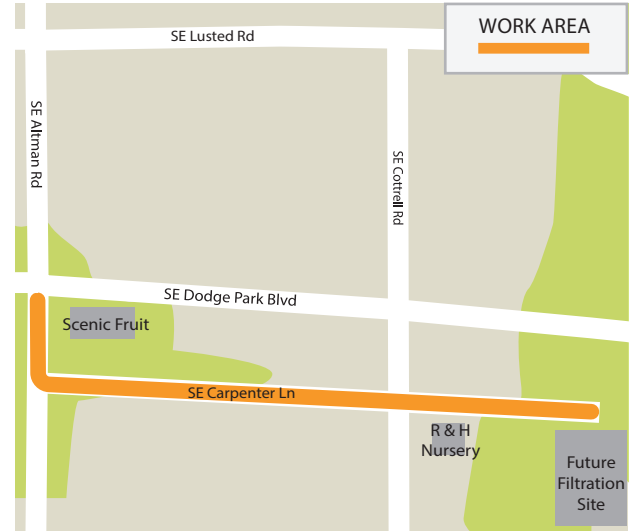 WORK AREA
SE Lusted Rd
SE Altman Rd
SE Cottrell Rd
SE Dodge Park Blvd
Scenic Fruit
SE Carpenter Ln
R & H
Nursery
Future
Filtration
Site